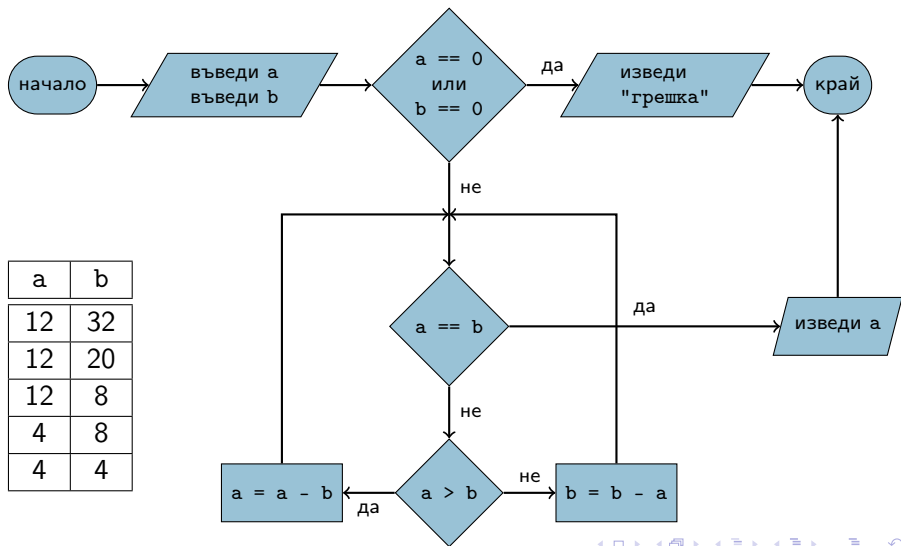 начало
въведи a
въведи b
a == 0
или
b == 0
да
изведи
"грешка"
край
не
a == b
да
изведи a
не
a > b
да
a = a - b
не
b = b - a
a b
12 32
12 20
12 8
4 8
4 4